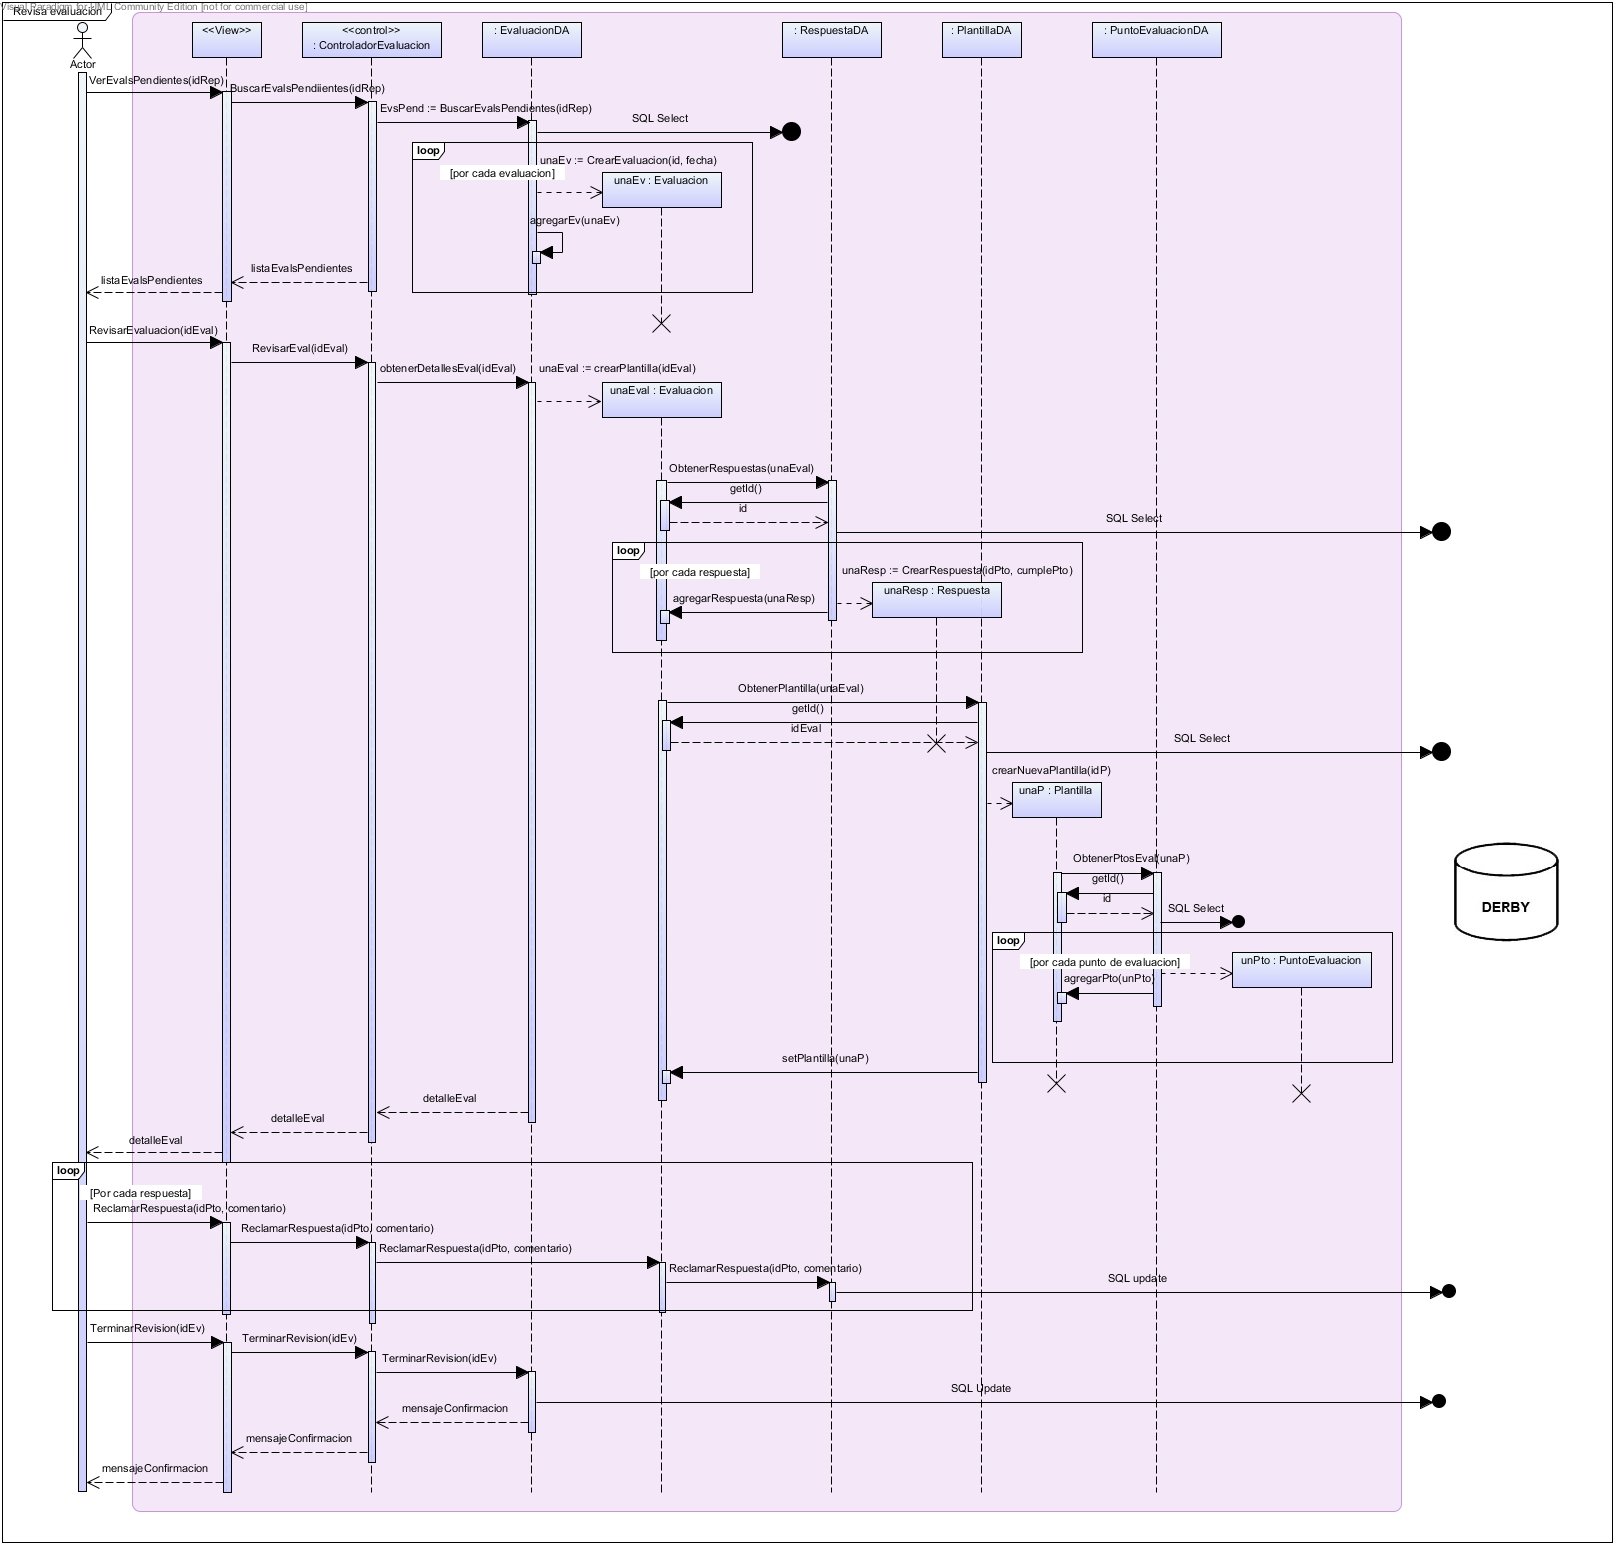 Visual Paradigm for UML Community Edition [not for commercial use]
Revisa evaluacion
Actor
<<View>>
<<control>>
: ControladorEvaluacion
: EvaluacionDA
: RespuestaDA
: PlantillaDA
: PuntoEvaluacionDA
VerEvalsPendientes(idRep)
BuscarEvalsPendiientes(idRep)
EvsPend := BuscarEvalsPendientes(idRep)
SQL Select
loop
[por cada evaluacion]
unaEv := CrearEvaluacion(id, fecha)
unaEv : Evaluacion
agregarEv(unaEv)
listaEvalsPendientes
listaEvalsPendientes
RevisarEvaluacion(idEval)
RevisarEval(idEval)
obtenerDetallesEval(idEval)
unaEval := crearPlantilla(idEval)
unaEval : Evaluacion
ObtenerRespuestas(unaEval)
getId()
id
SQL Select
loop
[por cada respuesta]
unaResp := CrearRespuesta(idPto, cumplePto)
unaResp : Respuesta
agregarRespuesta(unaResp)
ObtenerPlantilla(unaEval)
getId()
idEval
SQL Select
crearNuevaPlantilla(idP)
unaP : Plantilla
ObtenerPtosEval(unaP)
getId()
id
SQL Select
DERBY
loop
[por cada punto de evaluacion]
unPto : PuntoEvaluacion
agregarPto(unPto)
setPlantilla(unaP)
detalleEval
detalleEval
detalleEval
loop
[Por cada respuesta]
ReclamarRespuesta(idPto, comentario)
ReclamarRespuesta(idPto, comentario)
ReclamarRespuesta(idPto, comentario)
ReclamarRespuesta(idPto, comentario)
SQL update
TerminarRevision(idEv)
TerminarRevision(idEv)
TerminarRevision(idEv)
SQL Update
mensajeConfirmacion
mensajeConfirmacion
mensajeConfirmacion